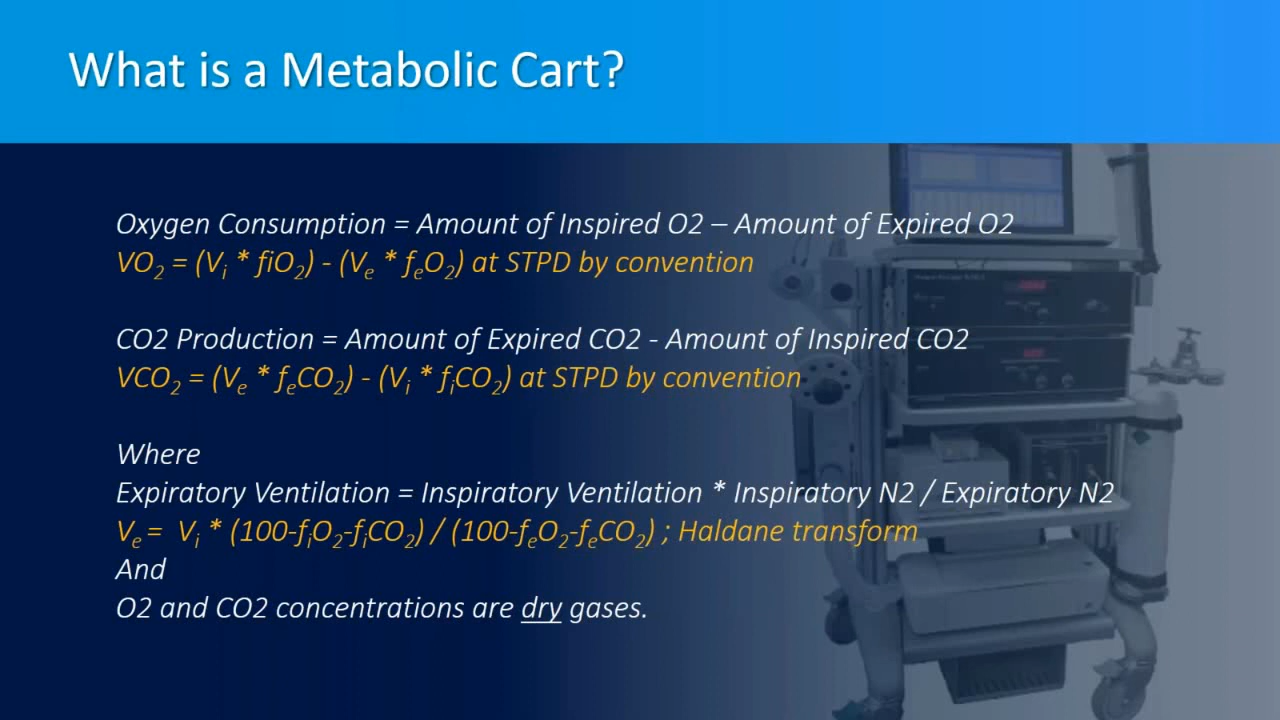 What is a Metabolic Cart?
Oxygen Consumption = Amount of Inspired O2 – Amount of Expired O2
VO₂ = (Vᵢ * fiO₂) - (Vₑ * fₑO₂) at STPD by convention
CO2 Production = Amount of Expired CO2 - Amount of Inspired CO2
VCO₂ = (Vₑ * fₑCO₂) - (Vᵢ * fᵢCO₂) at STPD by convention
Where
Expiratory Ventilation = Inspiratory Ventilation * Inspiratory N2 / Expiratory N2
Vₑ = Vᵢ * (100-fᵢO₂-fᵢCO₂) / (100-fₑO₂-fₑCO₂) ; Haldane transform
And
O2 and CO2 concentrations are dry gases.